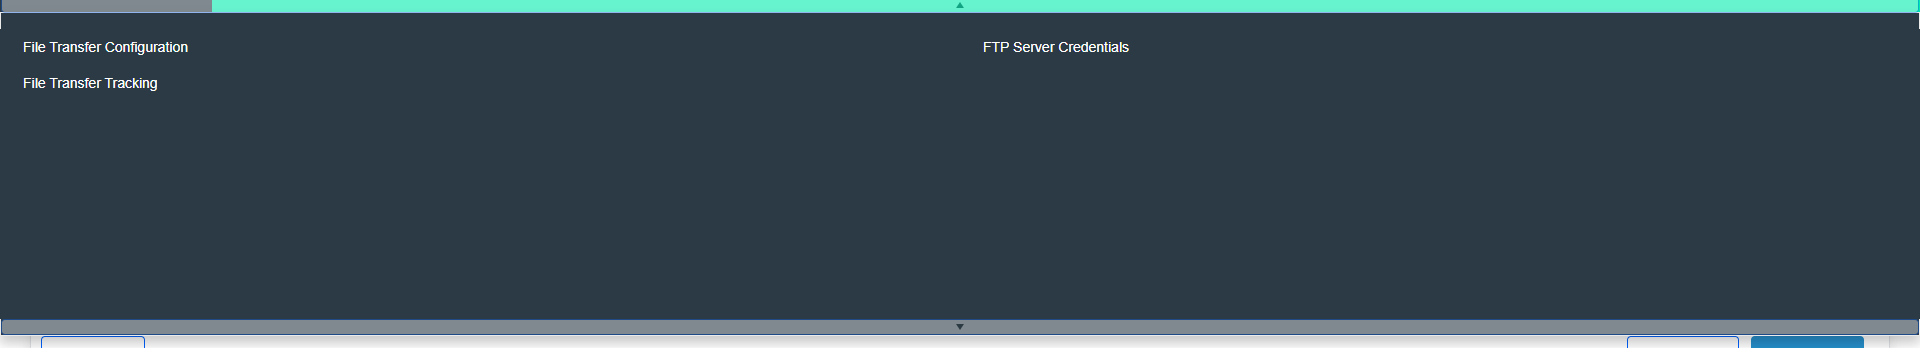 File Transfer Configuration
FTP Server Credentials
File Transfer Tracking